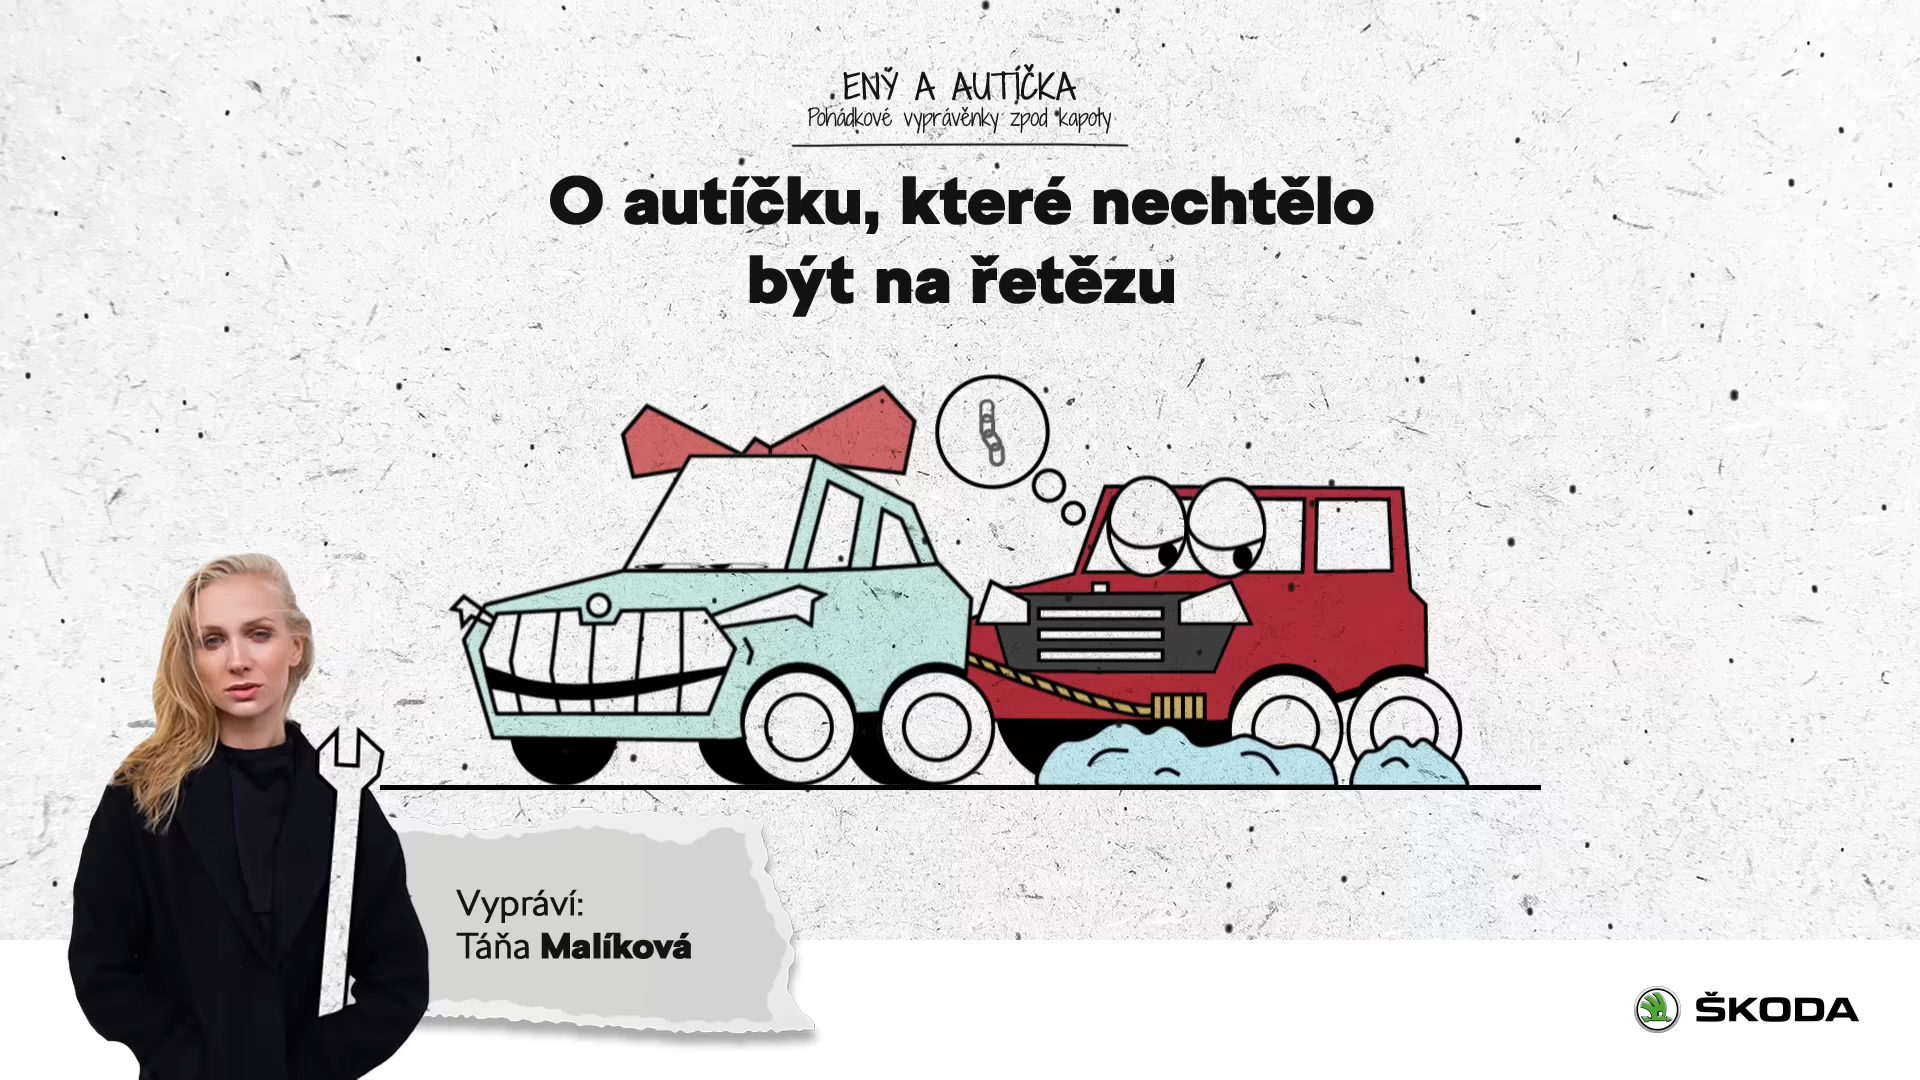 ENÝ A AUTÍČKA
Pohádkové vyprávěnky zpod kapoty
O autíčku, které nechtělo
být na řetězu
Vypráví:
Táňa Malíková
ŠKODA